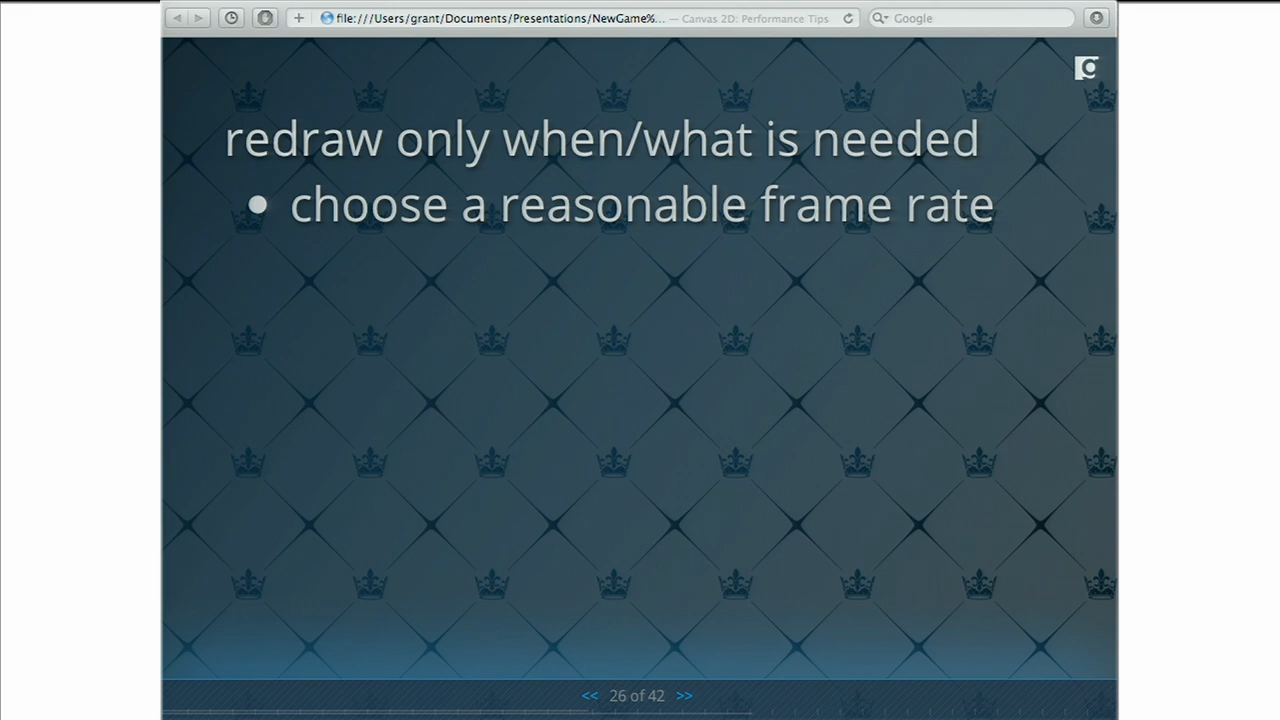 file:///Users/grant/Documents/Presentations/NewGame%... — Canvas 2D: Performance Tips
Google
g
redraw only when/what is needed
• choose a reasonable frame rate
<< 26 of 42 >>